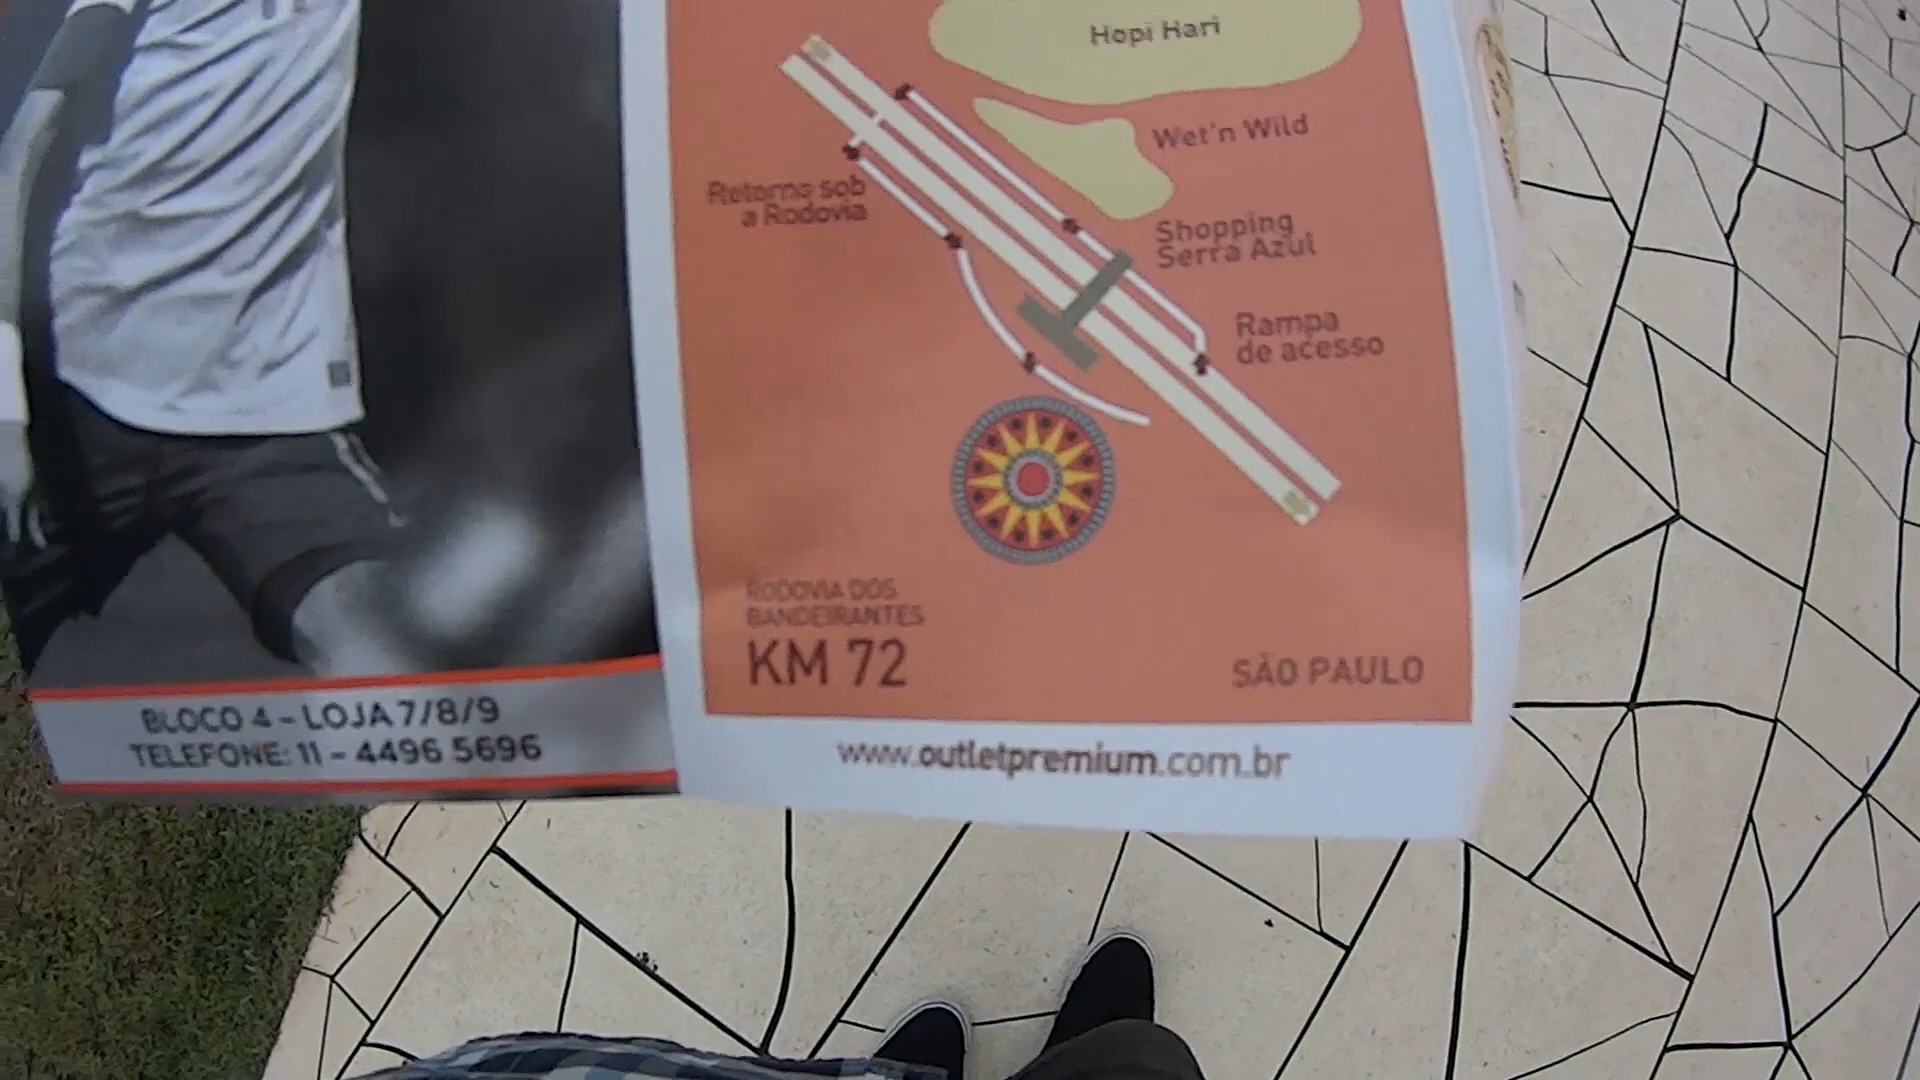 Hopi Hari
Wet'n Wild
Retorno sob
a Rodovia
Shopping
Serra Azul
Rampa
de acesso
RODOVIA DOS
BANDEIRANTES
KM 72
SÃO PAULO
BLOCO 4 - LOJA 7/8/9
TELEFONE: 11 - 4496 5696
www.outletpremium.com.br